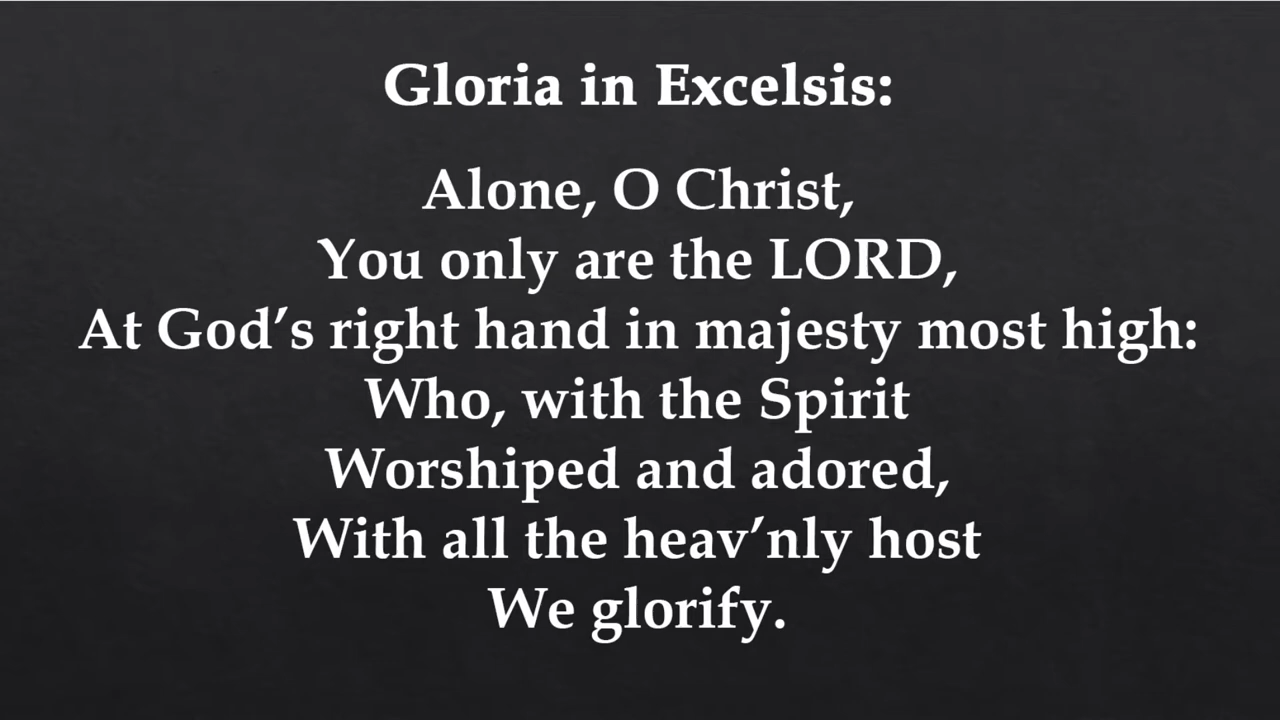 Gloria in Excelsis:
Alone, O Christ,
You only are the LORD,
At God’s right hand in majesty most high:
Who, with the Spirit
Worshiped and adored,
With all the heav’nly host
We glorify.